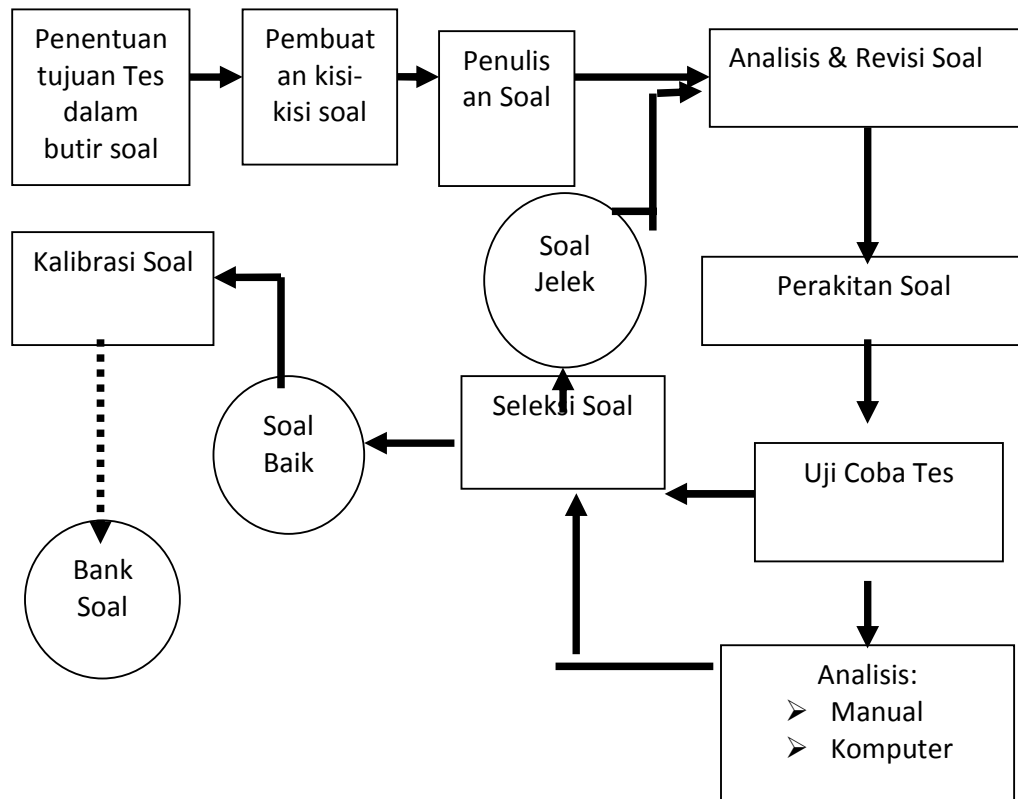 Penentuan
tujuan Tes
dalam
butir soal
Pembuat
an kisi-
kisi soal
Penulis
an Soal
Analisis & Revisi Soal
Kalibrasi Soal
Soal
Jelek
Perakitan Soal
Soal
Baik
Seleksi Soal
Uji Coba Tes
Bank
Soal
Analisis:
➢ Manual
➢ Komputer